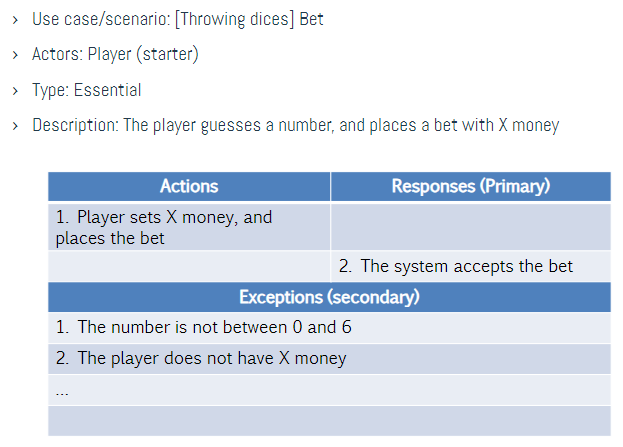 › Use case/scenario: [Throwing dices] Bet
› Actors: Player (starter)
› Type: Essential
› Description: The player guesses a number, and places a bet with X money
Actions Responses (Primary)
1. Player sets X money, and
places the bet
2. The system accepts the bet
Exceptions (secondary)
1. The number is not between 0 and 6
2. The player does not have X money
...